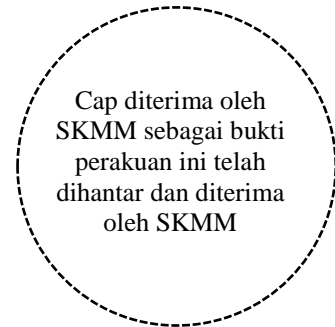 Cap diterima oleh
SKMM sebagai bukti
perakuan ini telah
dihantar dan diterima
oleh SKMM